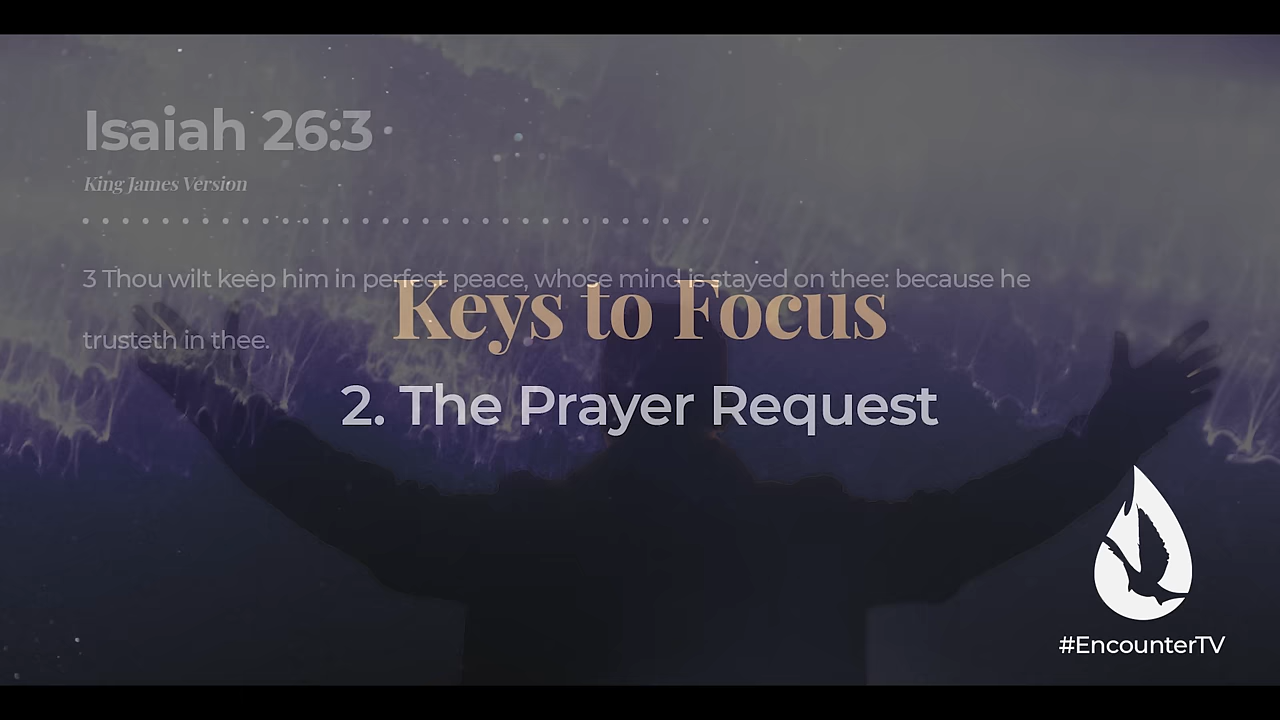 Isaiah 26:3
King James Version
3 Thou wilt keep him in perfect peace, whose mind is stayed on thee: because he
trusteth in thee.
Keys to Focus
2. The Prayer Request
#EncounterTV